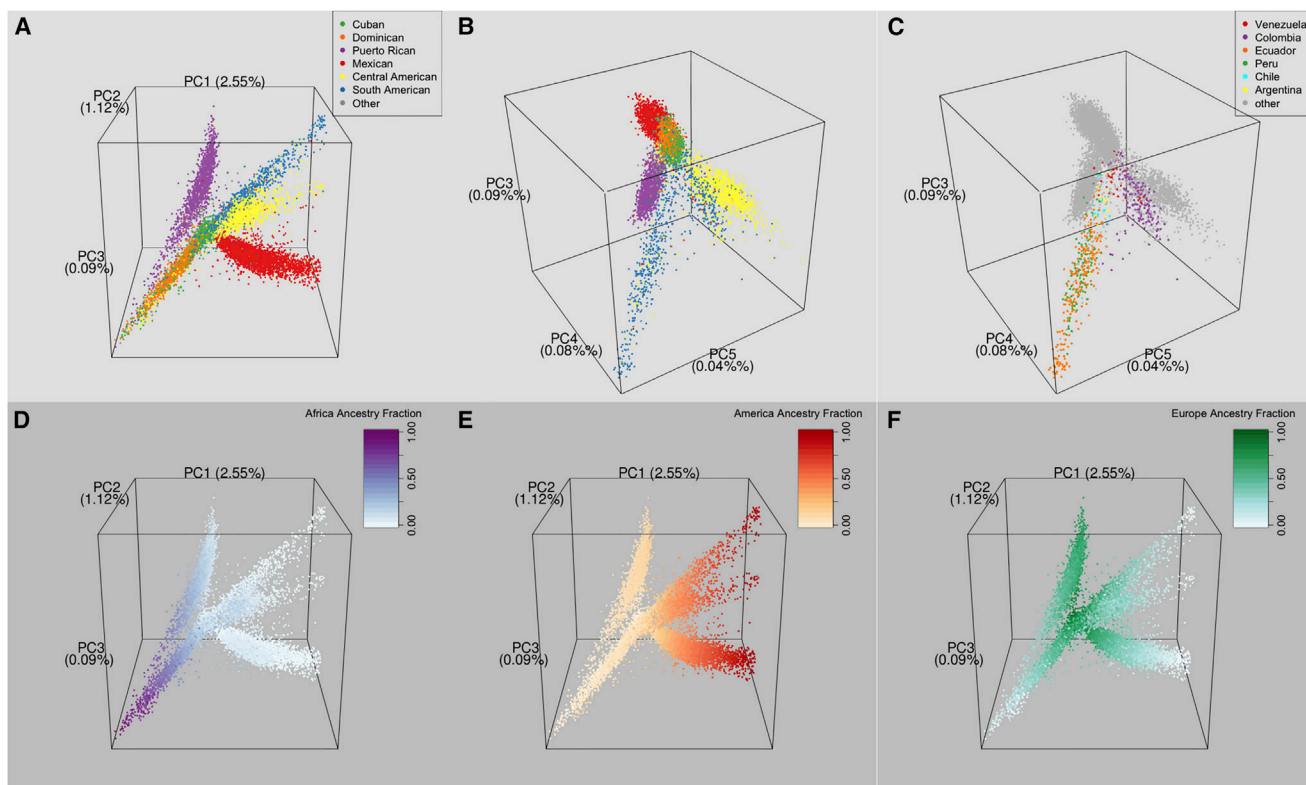 A
Cuban
Dominican
Puerto Rican
Mexican
Central American
South American
Other
PC1 (2.55%)
PC2
(1.12%)
PC3
(0.09%)
B
PC3
(0.09%%)
PC4
(0.08%%)
PC5
(0.04%%)
C
Venezuela
Colombia
Ecuador
Peru
Chile
Argentina
other
PC3
(0.09%%)
PC4
(0.08%%)
PC5
(0.04%%)
D
Africa Ancestry Fraction
1.00
0.50
0.00
PC1 (2.55%)
PC2
(1.12%)
PC3
(0.09%)
E
America Ancestry Fraction
1.00
0.50
0.00
PC1 (2.55%)
PC2
(1.12%)
PC3
(0.09%)
F
Europe Ancestry Fraction
1.00
0.50
0.00
PC1 (2.55%)
PC2
(1.12%)
PC3
(0.09%)